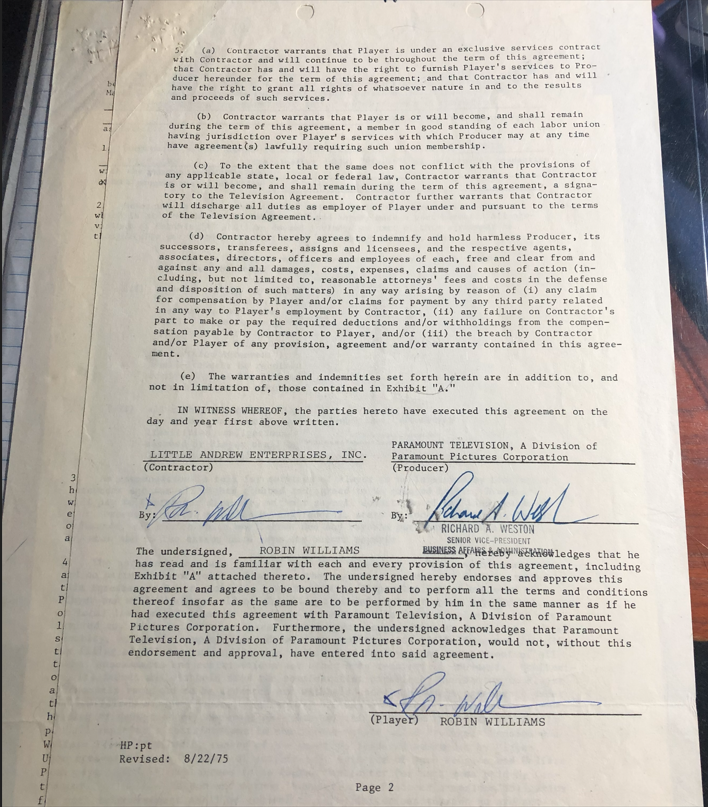 5. (a) Contractor warrants that Player is under an exclusive services contract
with Contractor and will continue to be throughout the term of this agreement;
that Contractor has and will have the right to furnish Player's services to Pro-
ducer hereunder for the term of this agreement; and that Contractor has and will
have the right to grant all rights of whatsoever nature in and to the results
and proceeds of such services.
(b) Contractor warrants that Player is or will become, and shall remain
during the term of this agreement, a member in good standing of each labor union
having jurisdiction over Player's services with which Producer may at any time
have agreement(s) lawfully requiring such union membership.
(c) To the extent that the same does not conflict with the provisions of
any applicable state, local or federal law, Contractor warrants that Contractor
is or will become, and shall remain during the term of this agreement, a signa-
tory to the Television Agreement. Contractor further warrants that Contractor
will discharge all duties as employer of Player under and pursuant to the terms
of the Television Agreement.
(d) Contractor hereby agrees to indemnify and hold harmless Producer, its
successors, transferees, assigns and licensees, and the respective agents,
associates, directors, officers and employees of each, free and clear from and
against any and all damages, costs, expenses, claims and causes of action (in-
cluding, but not limited to, reasonable attorneys' fees and costs in the defense
and disposition of such matters) in any way arising by reason of (i) any claim
for compensation by Player and/or claims for payment by any third party related
in any way to Player's employment by Contractor, (ii) any failure on Contractor's
part to make or pay the required deductions and/or withholdings from the compen-
sation payable by Contractor to Player, and/or (iii) the breach by Contractor
and/or Player of any provision, agreement and/or warranty contained in this agree-
ment.
(e) The warranties and indemnities set forth herein are in addition to, and
not in limitation of, those contained in Exhibit "A."
IN WITNESS WHEREOF, the parties hereto have executed this agreement on the
day and year first above written.
LITTLE ANDREW ENTERPRISES, INC.
(Contractor)
PARAMOUNT TELEVISION, A Division of
Paramount Pictures Corporation
(Producer)
By:
By: Richard A. West
RICHARD A. WESTON
SENIOR VICE-PRESIDENT
BUSINESS AFFAIRS & ADMINISTRATION
The undersigned, ROBIN WILLIAMS, hereby acknowledges that he
has read and is familiar with each and every provision of this agreement, including
Exhibit "A" attached thereto. The undersigned hereby endorses and approves this
agreement and agrees to be bound thereby and to perform all the terms and conditions
thereof insofar as the same are to be performed by him in the same manner as if he
had executed this agreement with Paramount Television, A Division of Paramount
Pictures Corporation. Furthermore, the undersigned acknowledges that Paramount
Television, A Division of Paramount Pictures Corporation, would not, without this
endorsement and approval, have entered into said agreement.
(Player) ROBIN WILLIAMS
HP:pt
Revised: 8/22/75
Page 2